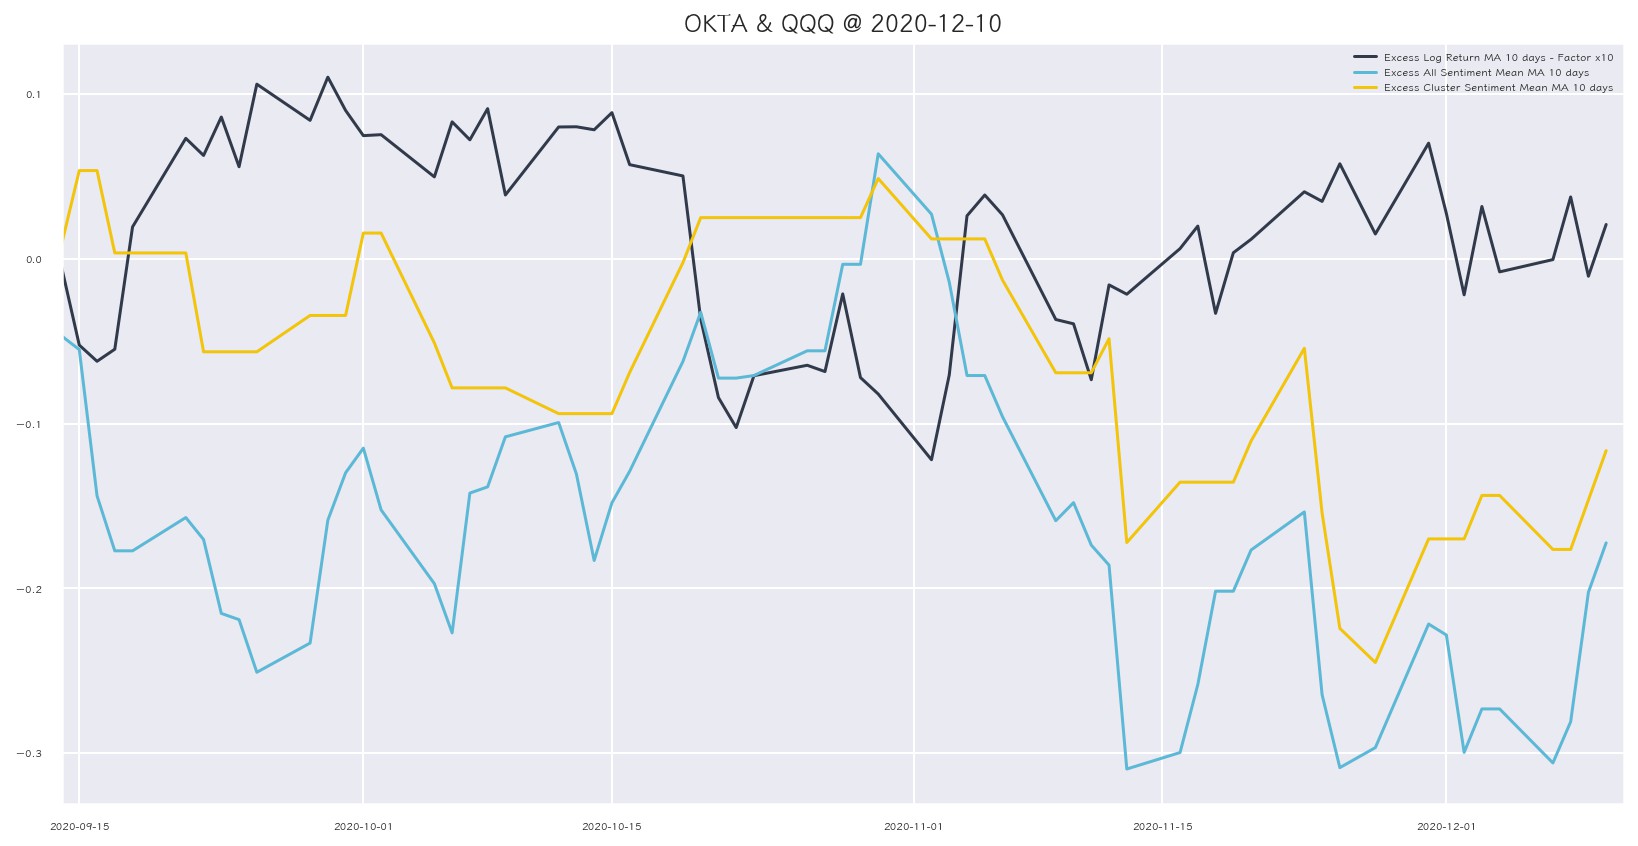 OKTA & QQQ @ 2020-12-10
Excess Log Return MA 10 days - Factor x10
Excess All Sentiment Mean MA 10 days
Excess Cluster Sentiment Mean MA 10 days
0.1
0.0
−0.1
−0.2
−0.3
2020-09-15 2020-10-01 2020-10-15 2020-11-01 2020-11-15 2020-12-01